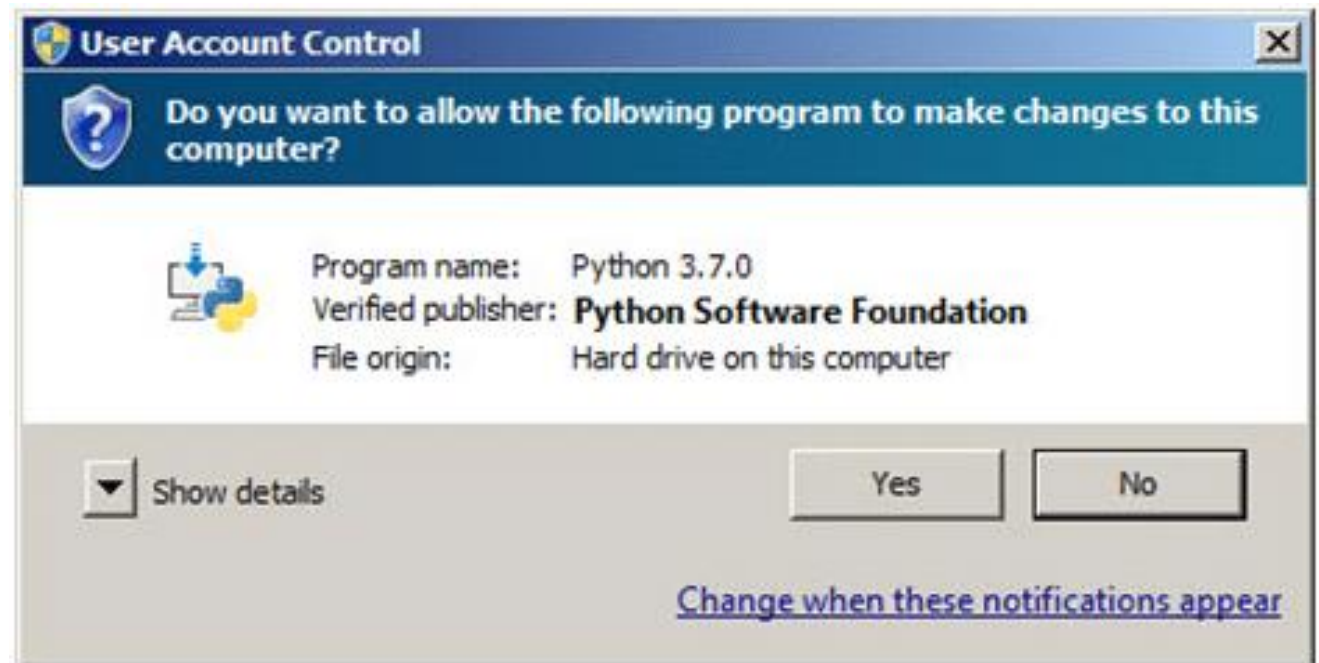 User Account Control
Do you want to allow the following program to make changes to this
computer?
Program name: Python 3.7.0
Verified publisher: Python Software Foundation
File origin: Hard drive on this computer
Show details
Yes
No
Change when these notifications appear